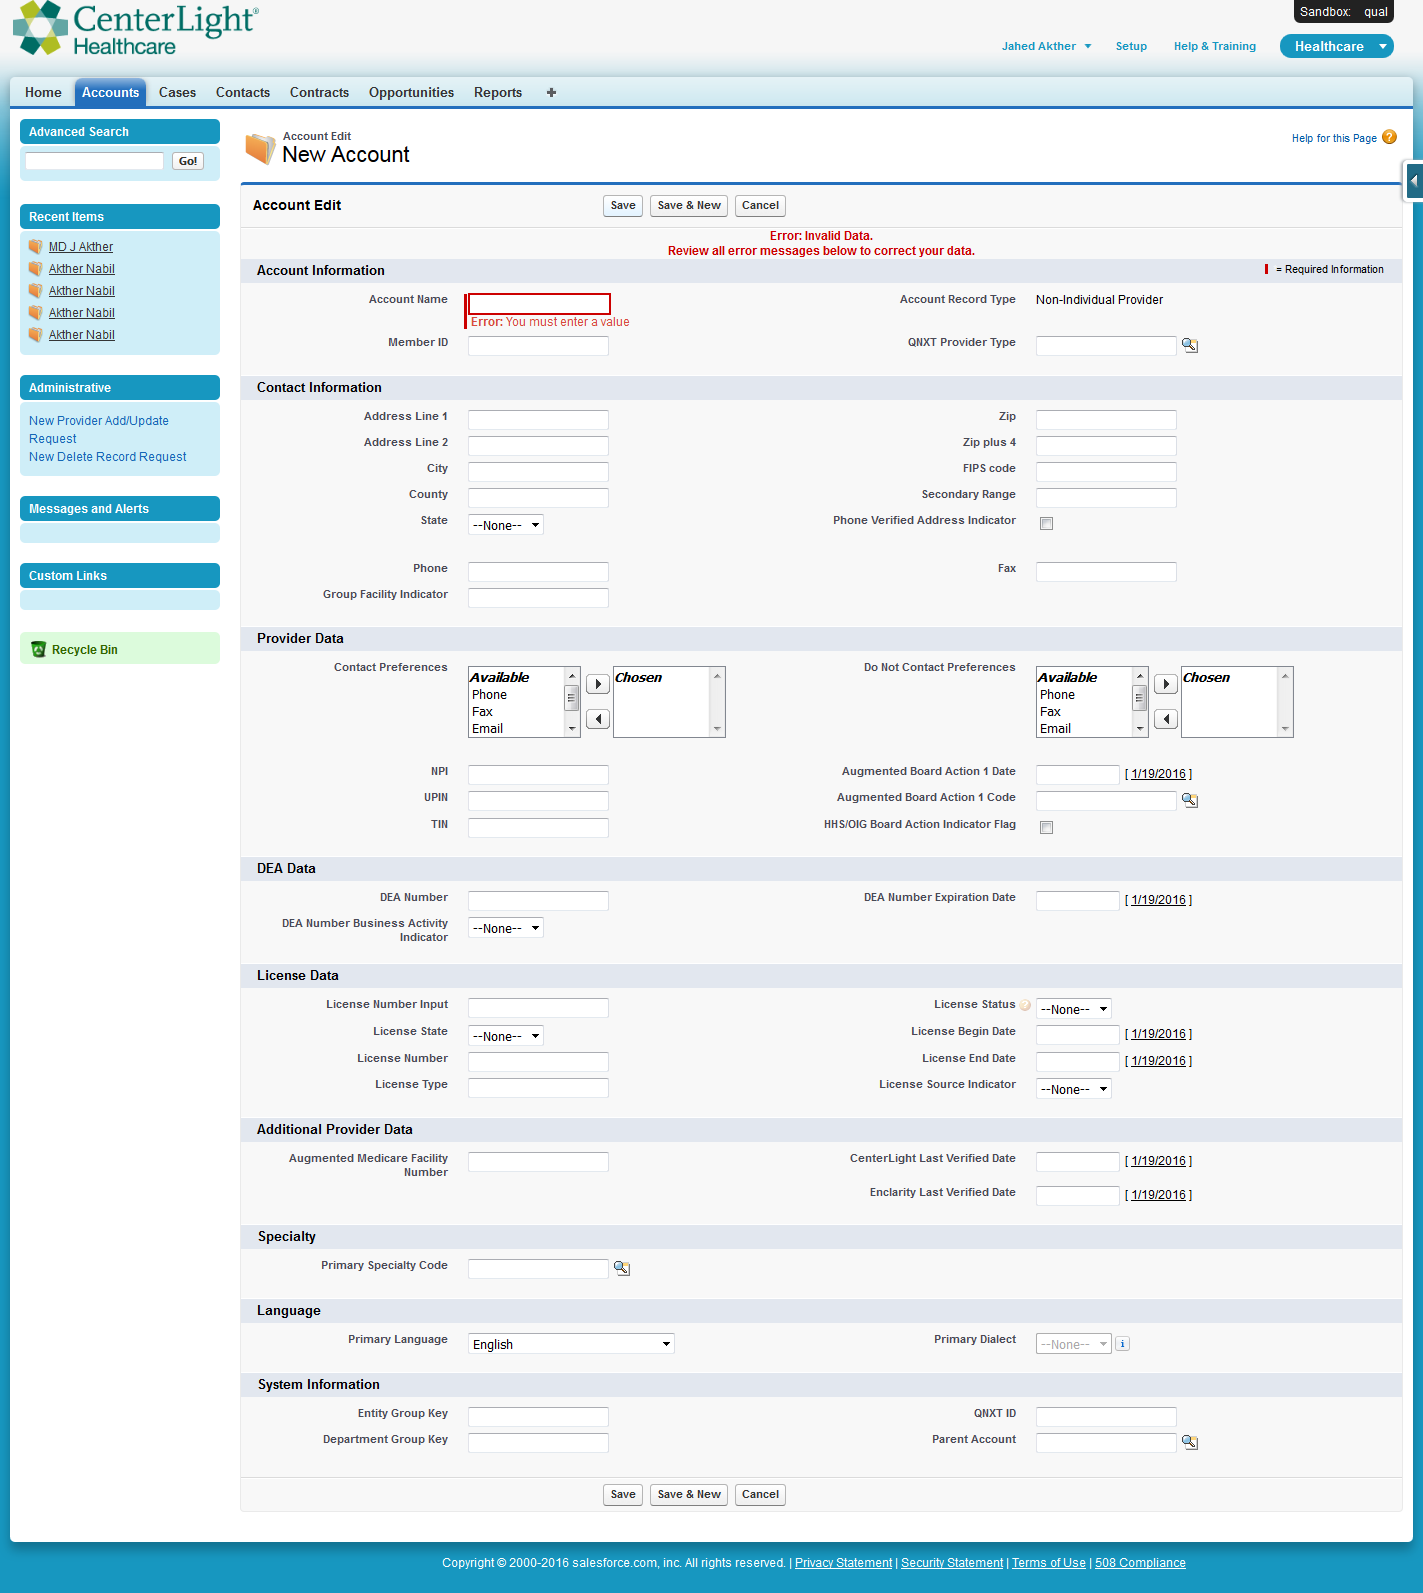 CenterLight®
Healthcare
Sandbox: qual
Jahed Akther Setup Help & Training Healthcare
Home Accounts Cases Contacts Contracts Opportunities Reports +
Advanced Search
Go!
Recent Items
MD J Akther
Akther Nabil
Akther Nabil
Akther Nabil
Akther Nabil
Administrative
New Provider Add/Update
Request
New Delete Record Request
Messages and Alerts
Custom Links
Recycle Bin
Account Edit
New Account
Help for this Page ?
Account Edit Save Save & New Cancel
Error: Invalid Data.
Review all error messages below to correct your data.
Account Information = Required Information
Account Name Account Record Type Non-Individual Provider
Error: You must enter a value
Member ID QNXT Provider Type
Contact Information
Address Line 1 Zip
Address Line 2 Zip plus 4
City FIPS code
County Secondary Range
State --None-- Phone Verified Address Indicator
Phone Fax
Group Facility Indicator
Provider Data
Contact Preferences Available Chosen Do Not Contact Preferences Available Chosen
Phone Phone
Fax Fax
Email Email
NPI Augmented Board Action 1 Date [ 1/19/2016 ]
UPIN Augmented Board Action 1 Code
TIN HHS/OIG Board Action Indicator Flag
DEA Data
DEA Number DEA Number Expiration Date [ 1/19/2016 ]
DEA Number Business Activity
Indicator --None--
License Data
License Number Input License Status ? --None--
License State --None-- License Begin Date [ 1/19/2016 ]
License Number License End Date [ 1/19/2016 ]
License Type License Source Indicator --None--
Additional Provider Data
Augmented Medicare Facility
Number CenterLight Last Verified Date [ 1/19/2016 ]
Enclarity Last Verified Date [ 1/19/2016 ]
Specialty
Primary Specialty Code
Language
Primary Language English Primary Dialect --None-- i
System Information
Entity Group Key QNXT ID
Department Group Key Parent Account
Save Save & New Cancel
Copyright © 2000-2016 salesforce.com, inc. All rights reserved. | Privacy Statement | Security Statement | Terms of Use | 508 Compliance